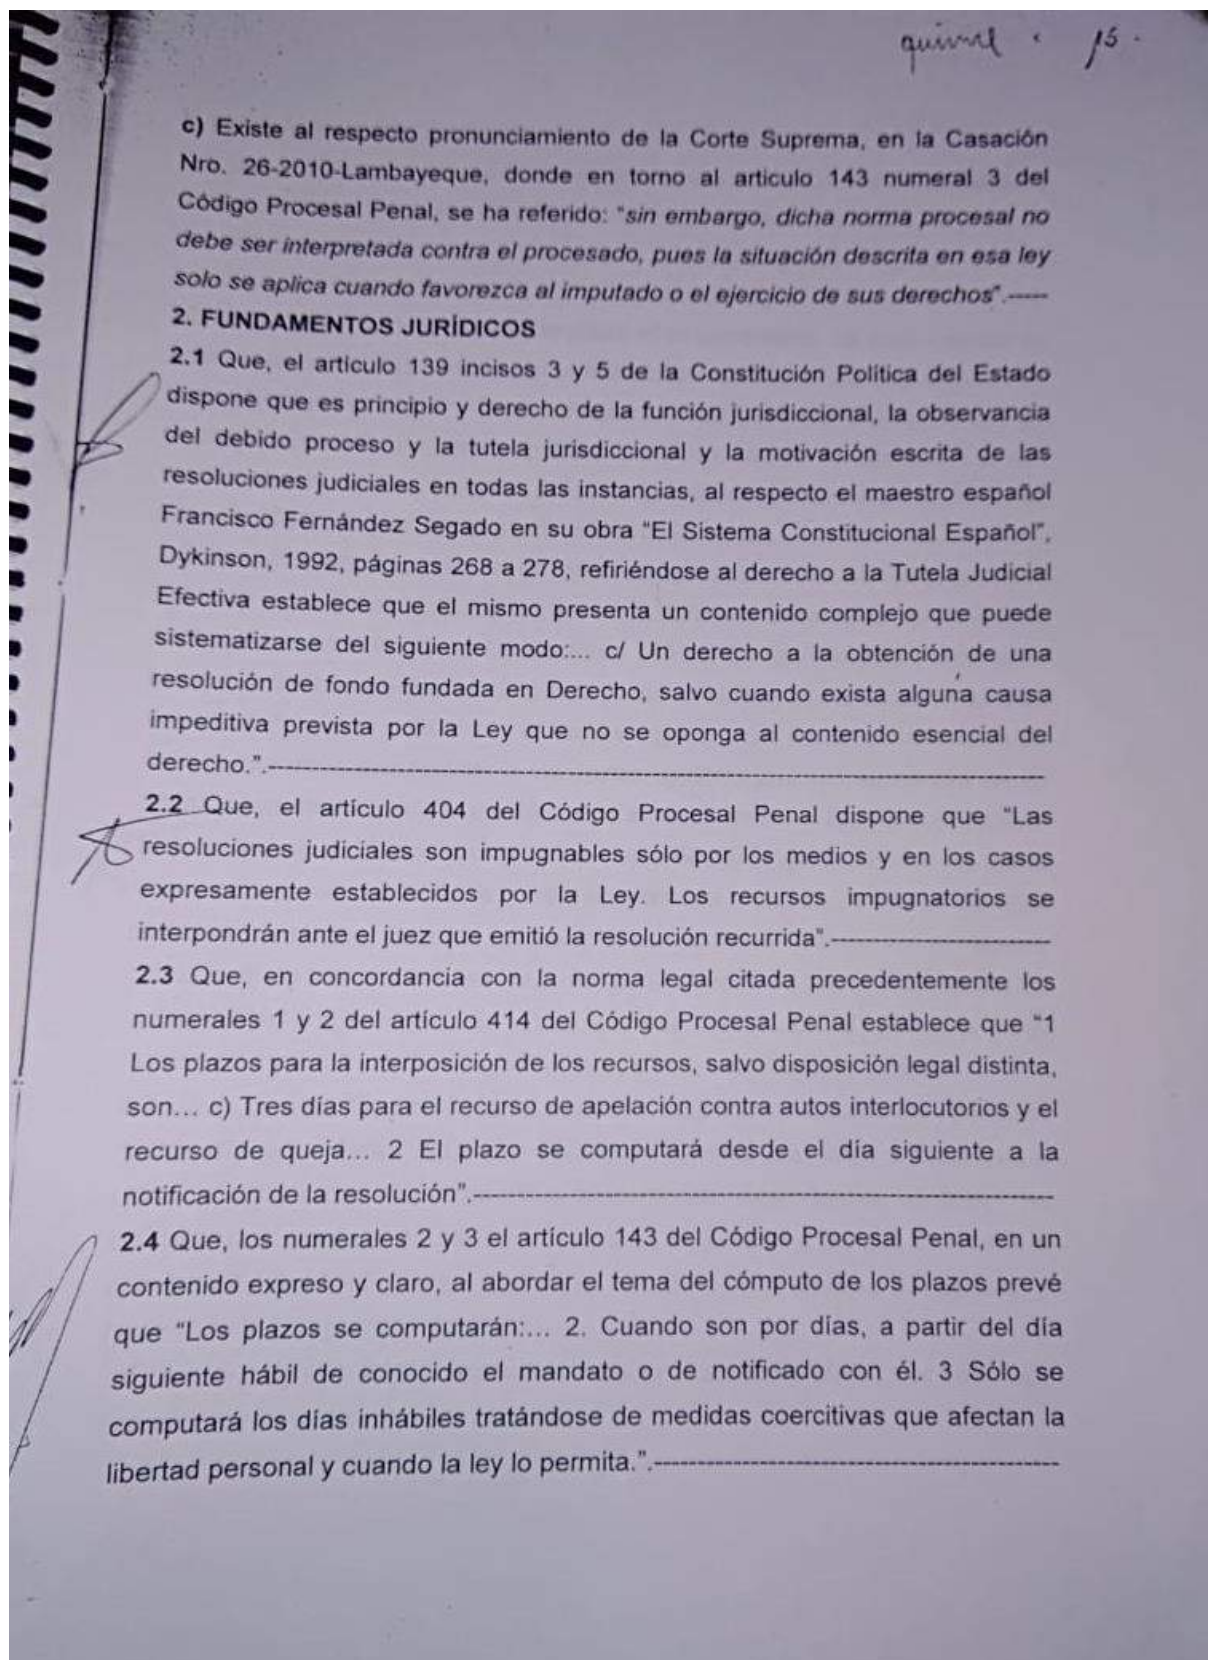 quince . 15 .
c) Existe al respecto pronunciamiento de la Corte Suprema, en la Casación
Nro. 26-2010-Lambayeque, donde en torno al articulo 143 numeral 3 del
Código Procesal Penal, se ha referido: "sin embargo, dicha norma procesal no
debe ser interpretada contra el procesado, pues la situación descrita en esa ley
solo se aplica cuando favorezca al imputado o el ejercicio de sus derechos".-----
2. FUNDAMENTOS JURÍDICOS
2.1 Que, el artículo 139 incisos 3 y 5 de la Constitución Política del Estado
dispone que es principio y derecho de la función jurisdiccional, la observancia
del debido proceso y la tutela jurisdiccional y la motivación escrita de las
resoluciones judiciales en todas las instancias, al respecto el maestro español
Francisco Fernández Segado en su obra "El Sistema Constitucional Español",
Dykinson, 1992, páginas 268 a 278, refiriéndose al derecho a la Tutela Judicial
Efectiva establece que el mismo presenta un contenido complejo que puede
sistematizarse del siguiente modo:... c/ Un derecho a la obtención de una
resolución de fondo fundada en Derecho, salvo cuando exista alguna causa
impeditiva prevista por la Ley que no se oponga al contenido esencial del
derecho.".-----
2.2 Que, el artículo 404 del Código Procesal Penal dispone que "Las
resoluciones judiciales son impugnables sólo por los medios y en los casos
expresamente establecidos por la Ley. Los recursos impugnatorios se
interpondrán ante el juez que emitió la resolución recurrida".-----
2.3 Que, en concordancia con la norma legal citada precedentemente los
numerales 1 y 2 del artículo 414 del Código Procesal Penal establece que "1
Los plazos para la interposición de los recursos, salvo disposición legal distinta,
son... c) Tres días para el recurso de apelación contra autos interlocutorios y el
recurso de queja... 2 El plazo se computará desde el día siguiente a la
notificación de la resolución".-----
2.4 Que, los numerales 2 y 3 el artículo 143 del Código Procesal Penal, en un
contenido expreso y claro, al abordar el tema del cómputo de los plazos prevé
que "Los plazos se computarán:... 2. Cuando son por días, a partir del día
siguiente hábil de conocido el mandato o de notificado con él. 3 Sólo se
computará los días inhábiles tratándose de medidas coercitivas que afectan la
libertad personal y cuando la ley lo permita.".-----